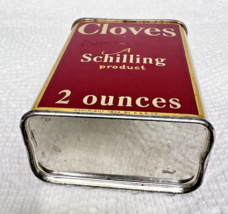 Cloves
A
Schilling
product
2 ounces